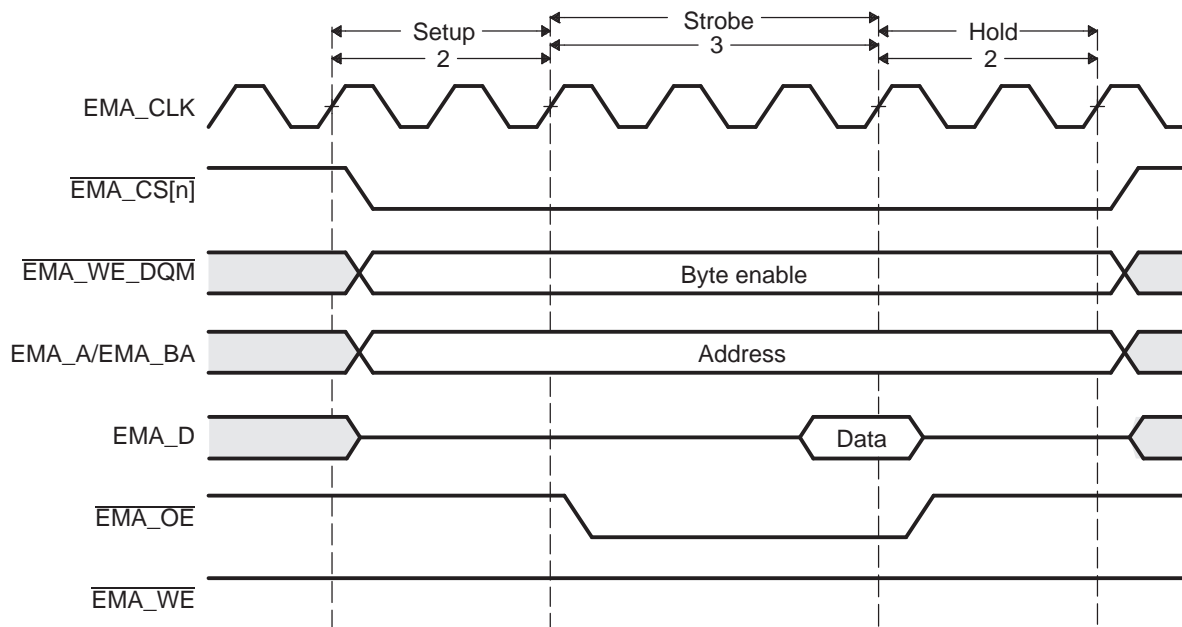 Setup
Strobe
Hold
2
3
2
EMA_CLK
EMA_CS[n]
EMA_WE_DQM
Byte enable
EMA_A/EMA_BA
Address
EMA_D
Data
EMA_OE
EMA_WE